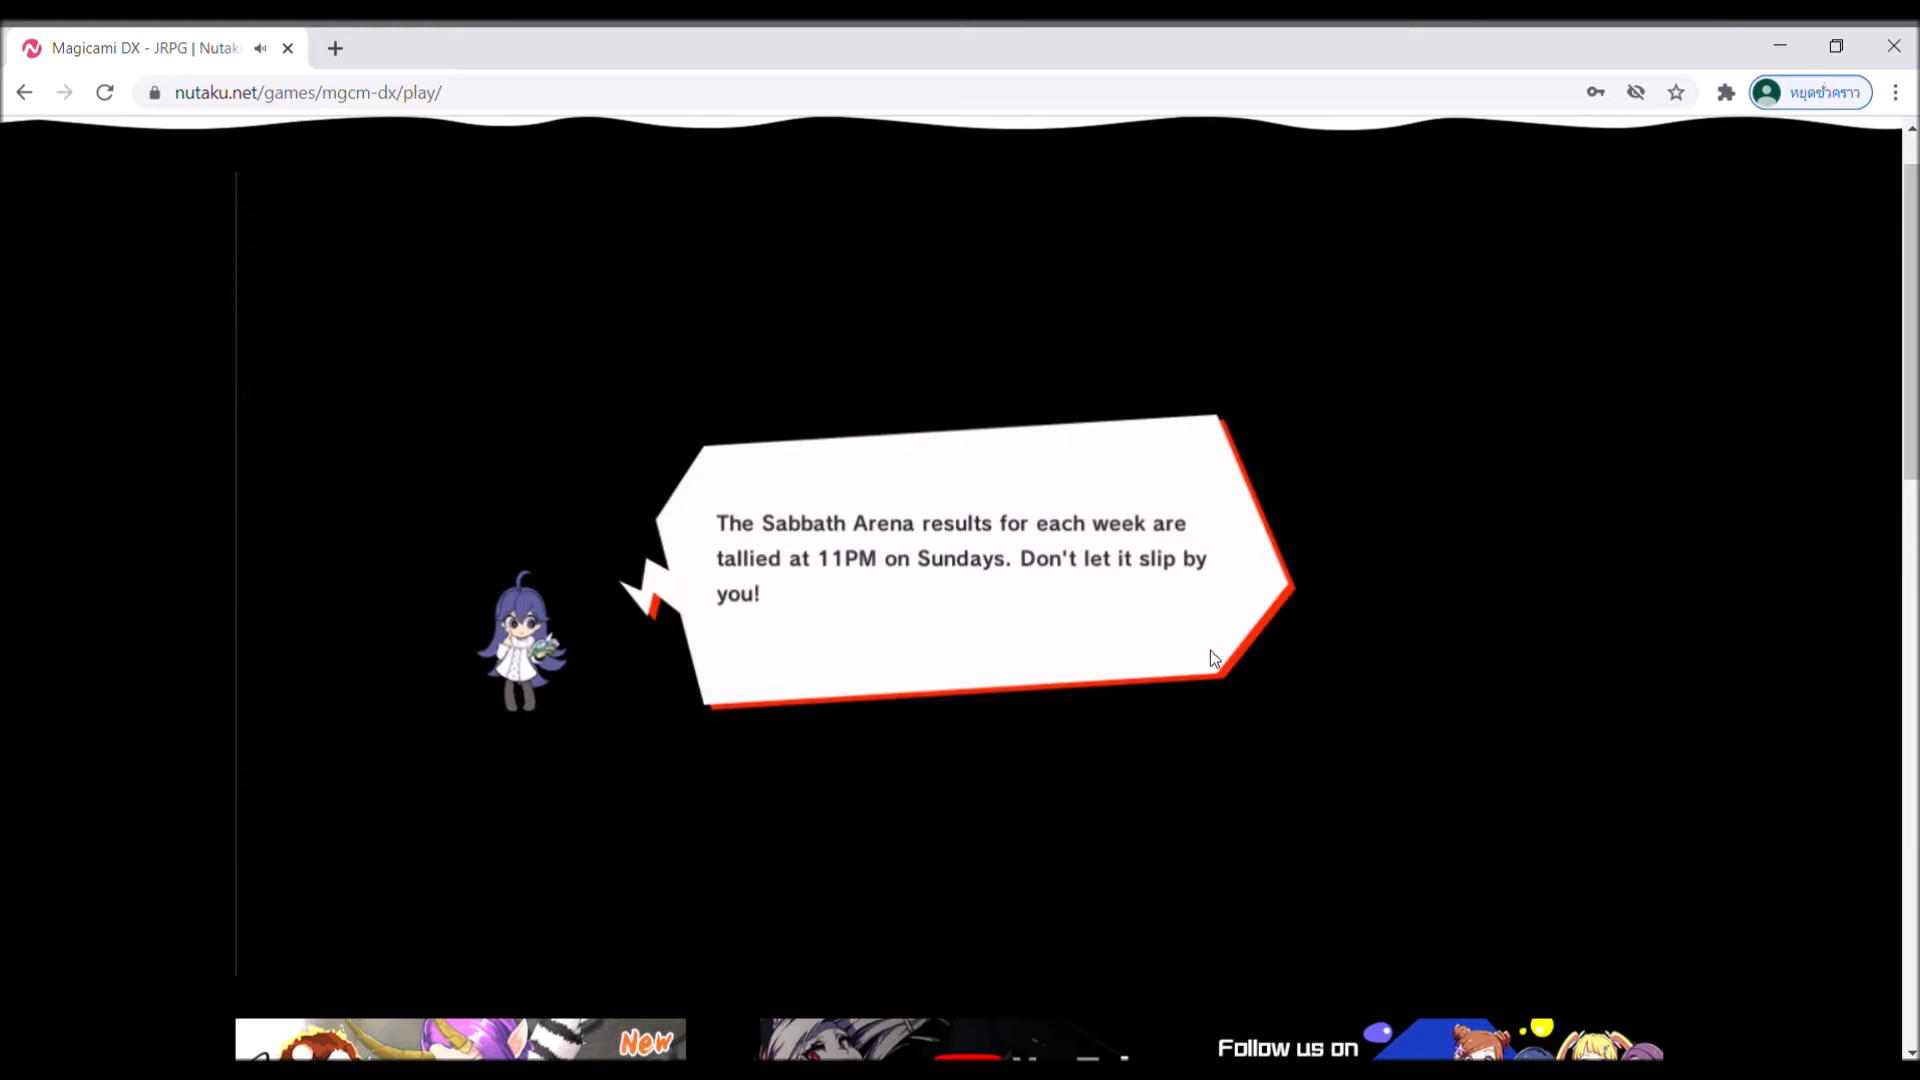 Magicami DX - JRPG | Nutak
nutaku.net/games/mgcm-dx/play/
หยุดชั่วคราว
The Sabbath Arena results for each week are
tallied at 11PM on Sundays. Don't let it slip by
you!
New
Follow us on